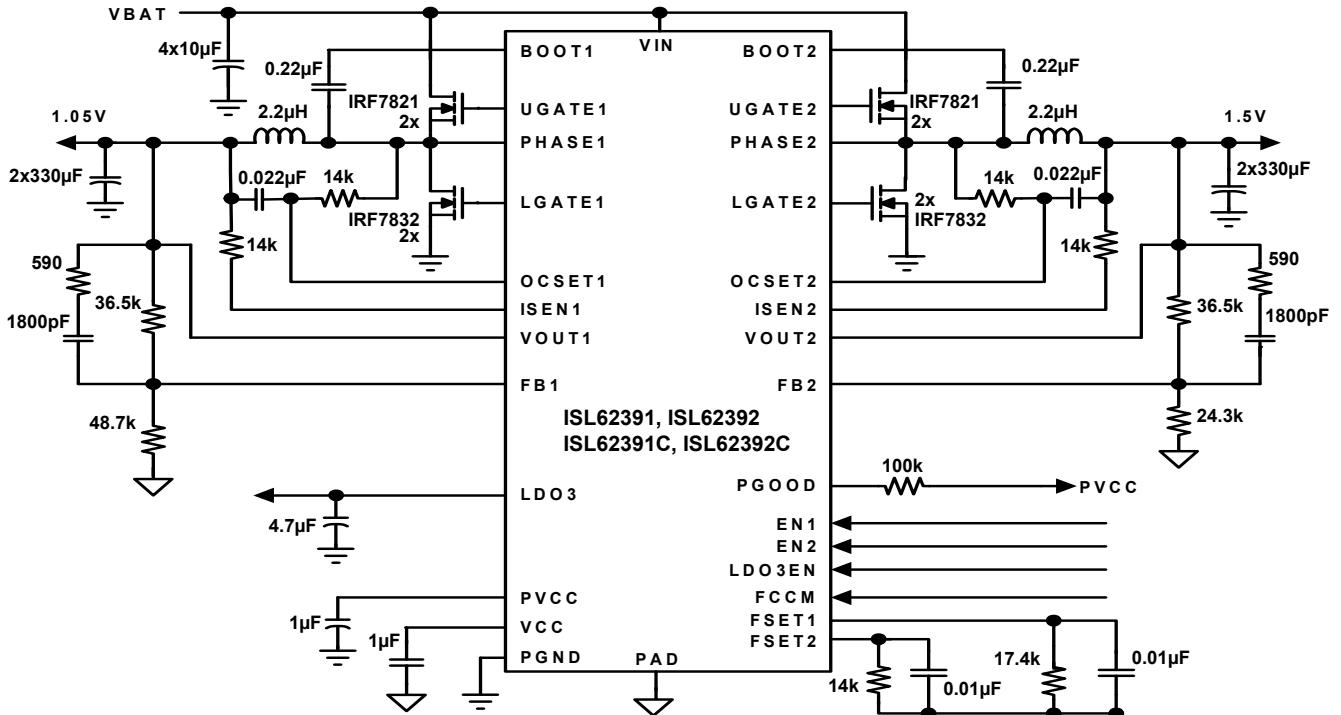 VBAT
4x10µF
0.22µF
BOOT1
VIN
BOOT2
0.22µF
IRF7821
2x
UGATE1
UGATE2
IRF7821
2x
1.05V
2.2µH
PHASE1
PHASE2
2.2µH
1.5V
2x330µF
0.022µF
14k
IRF7832
2x
LGATE1
LGATE2
2x
IRF7832
14k
0.022µF
2x330µF
14k
14k
590
36.5k
1800pF
OCSET1
ISEN1
VOUT1
FB1
OCSET2
ISEN2
VOUT2
FB2
590
36.5k
1800pF
48.7k
ISL62391, ISL62392
ISL62391C, ISL62392C
24.3k
LDO3
4.7µF
PGOOD
100k
PVCC
EN1
EN2
LDO3EN
FCCM
FSET1
FSET2
PVCC
1µF
VCC
1µF
PGND
PAD
14k
0.01µF
17.4k
0.01µF